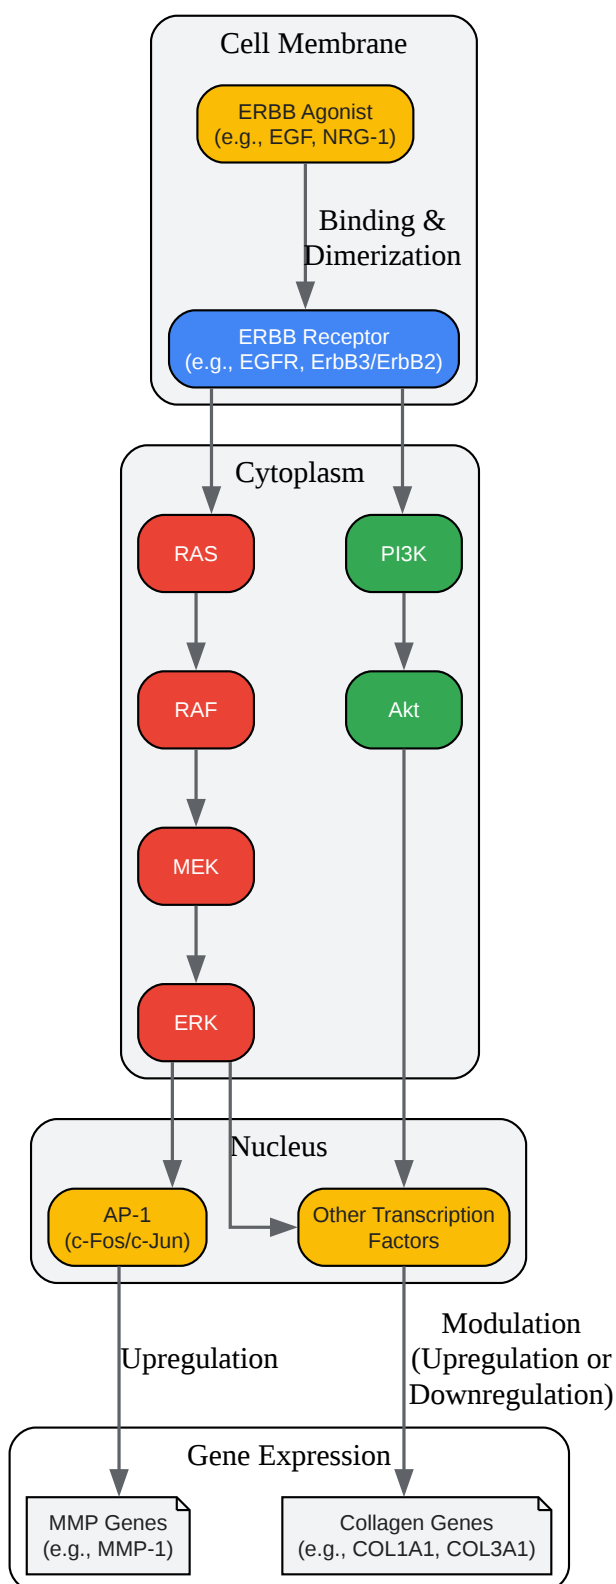 Cell Membrane
ERBB Agonist
(e.g., EGF, NRG-1)
Binding &
Dimerization
ERBB Receptor
(e.g., EGFR, ErbB3/ErbB2)
Cytoplasm
RAS
PI3K
RAF
Akt
MEK
ERK
Nucleus
AP-1
(c-Fos/c-Jun)
Other Transcription
Factors
Upregulation
Modulation
(Upregulation or
Downregulation)
Gene Expression
MMP Genes
(e.g., MMP-1)
Collagen Genes
(e.g., COL1A1, COL3A1)